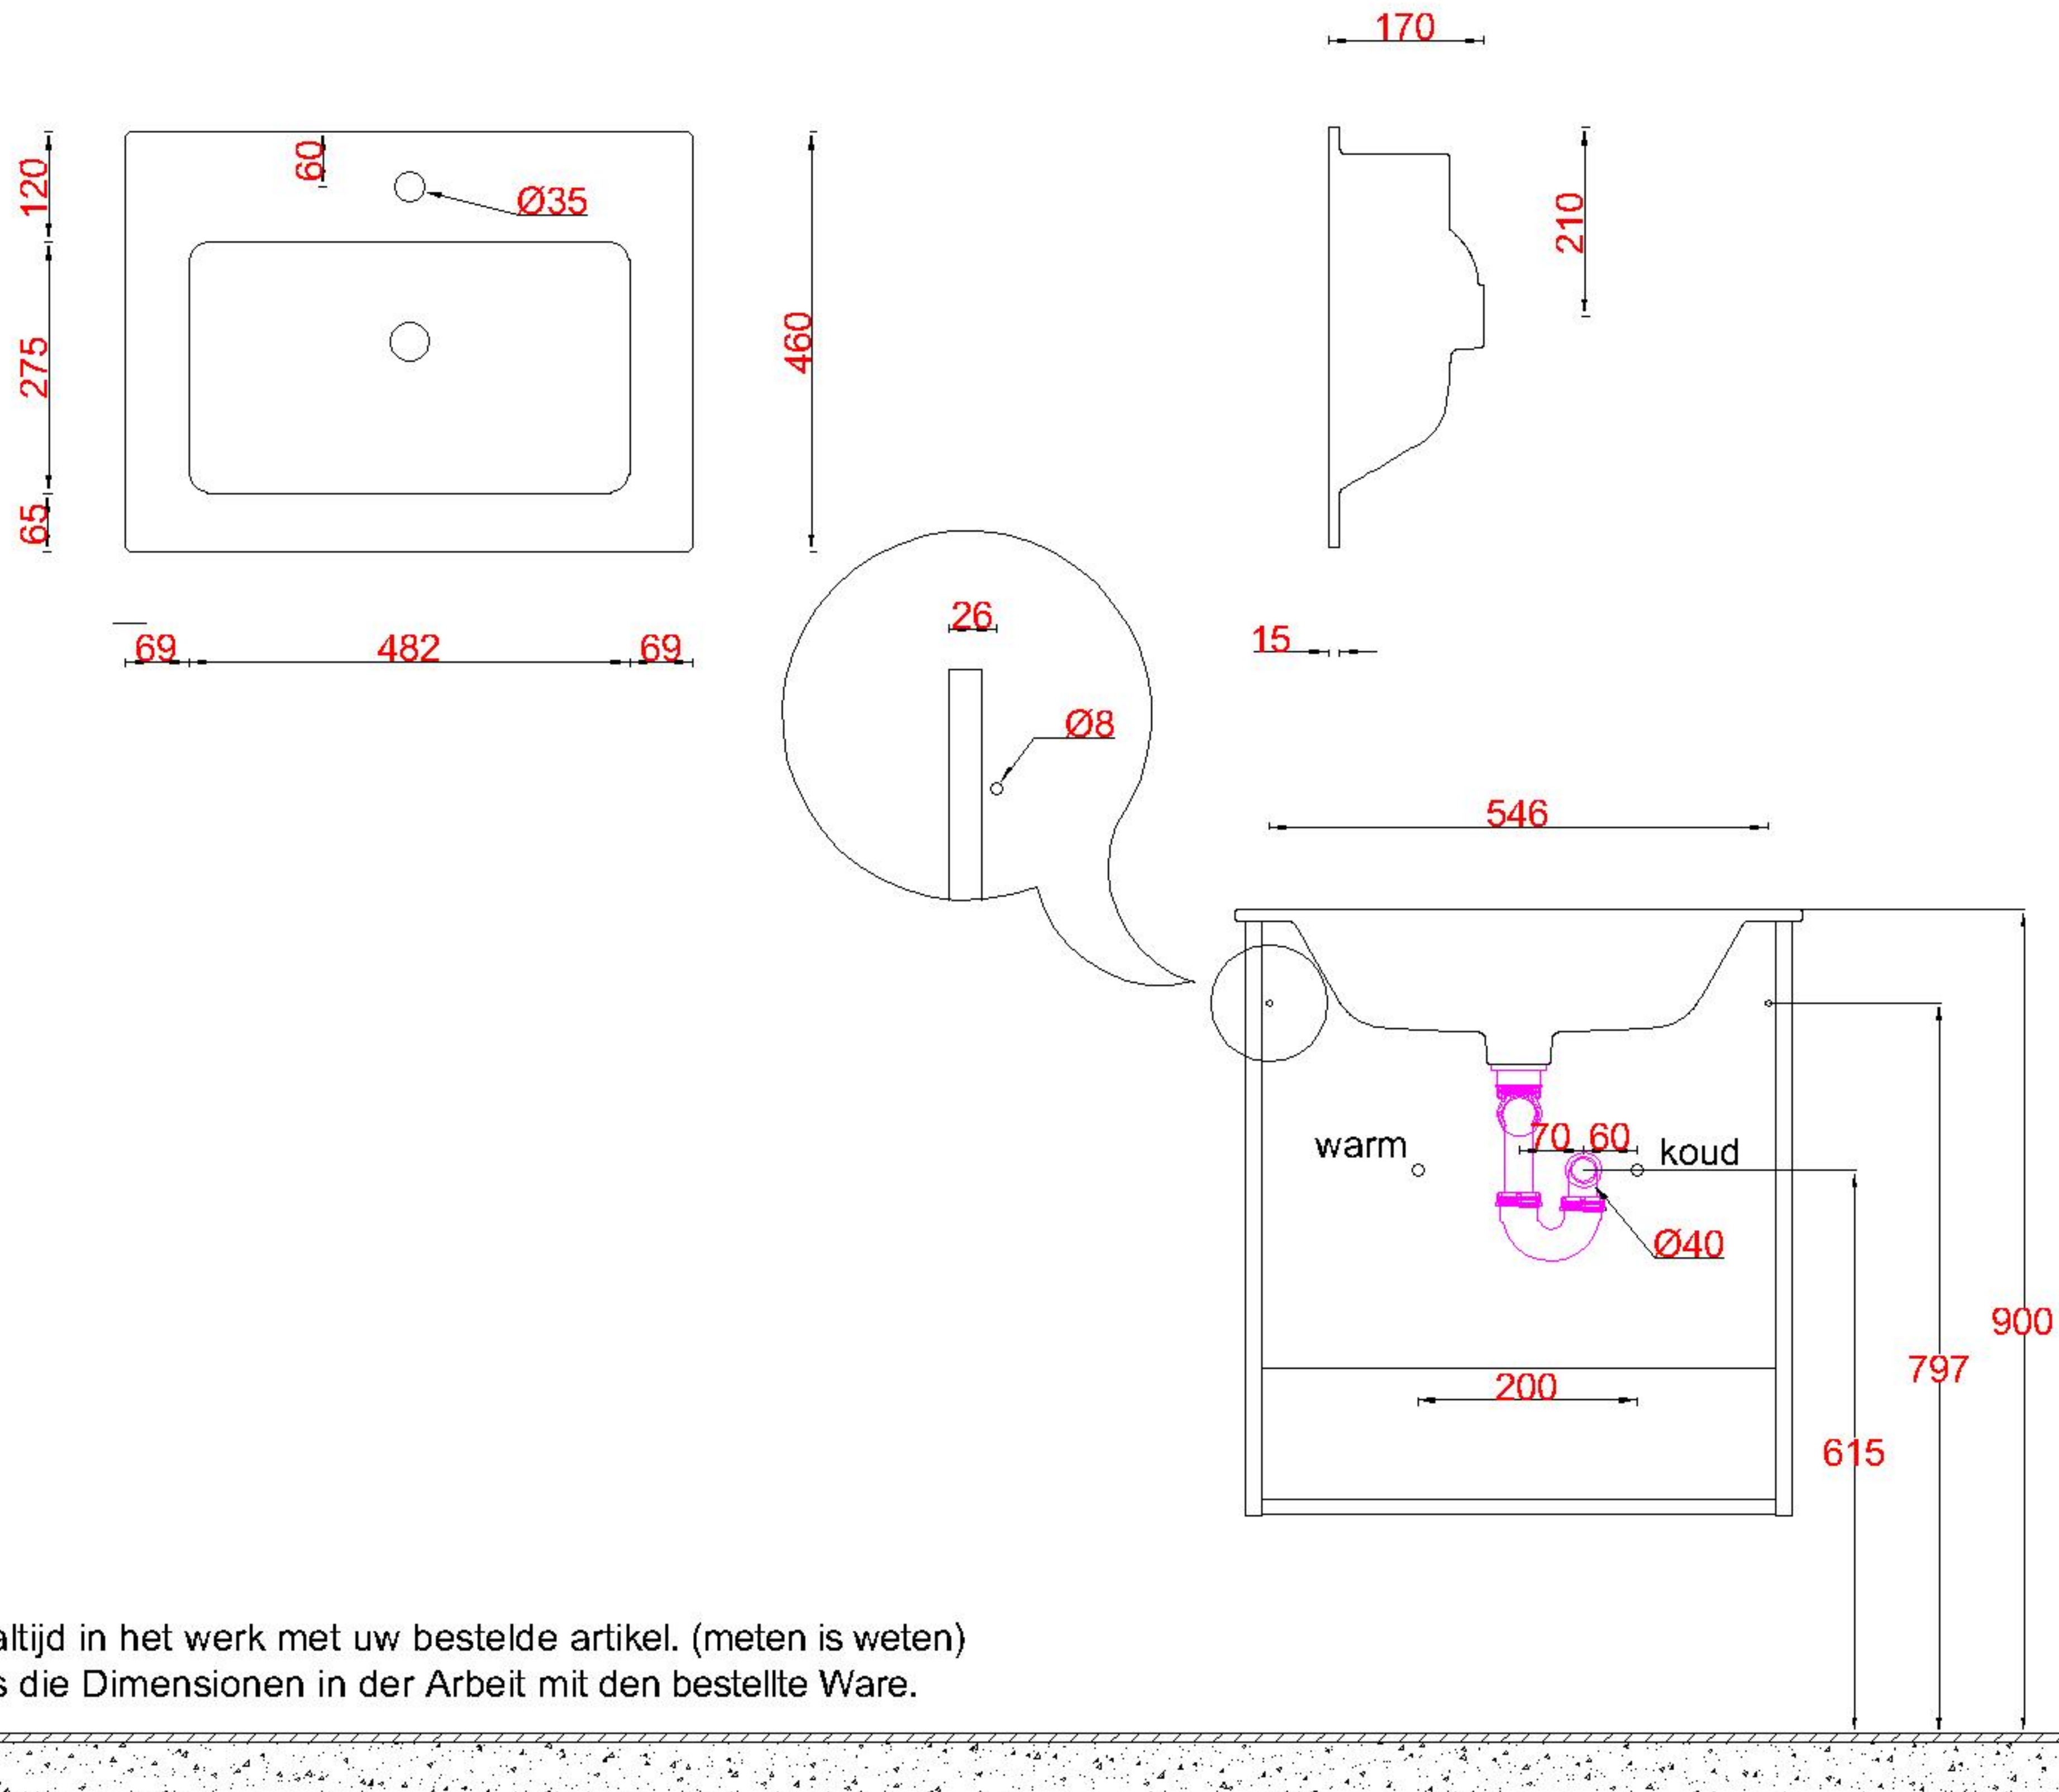 170
60
120
Ø35
210
460
275
65
26
15
69
482
69
Ø8
546
70
60
warm
koud
Ø40
900
797
200
615
altijd in het werk met uw bestelde artikel. (meten is weten)
s die Dimensionen in der Arbeit mit den bestellte Ware.